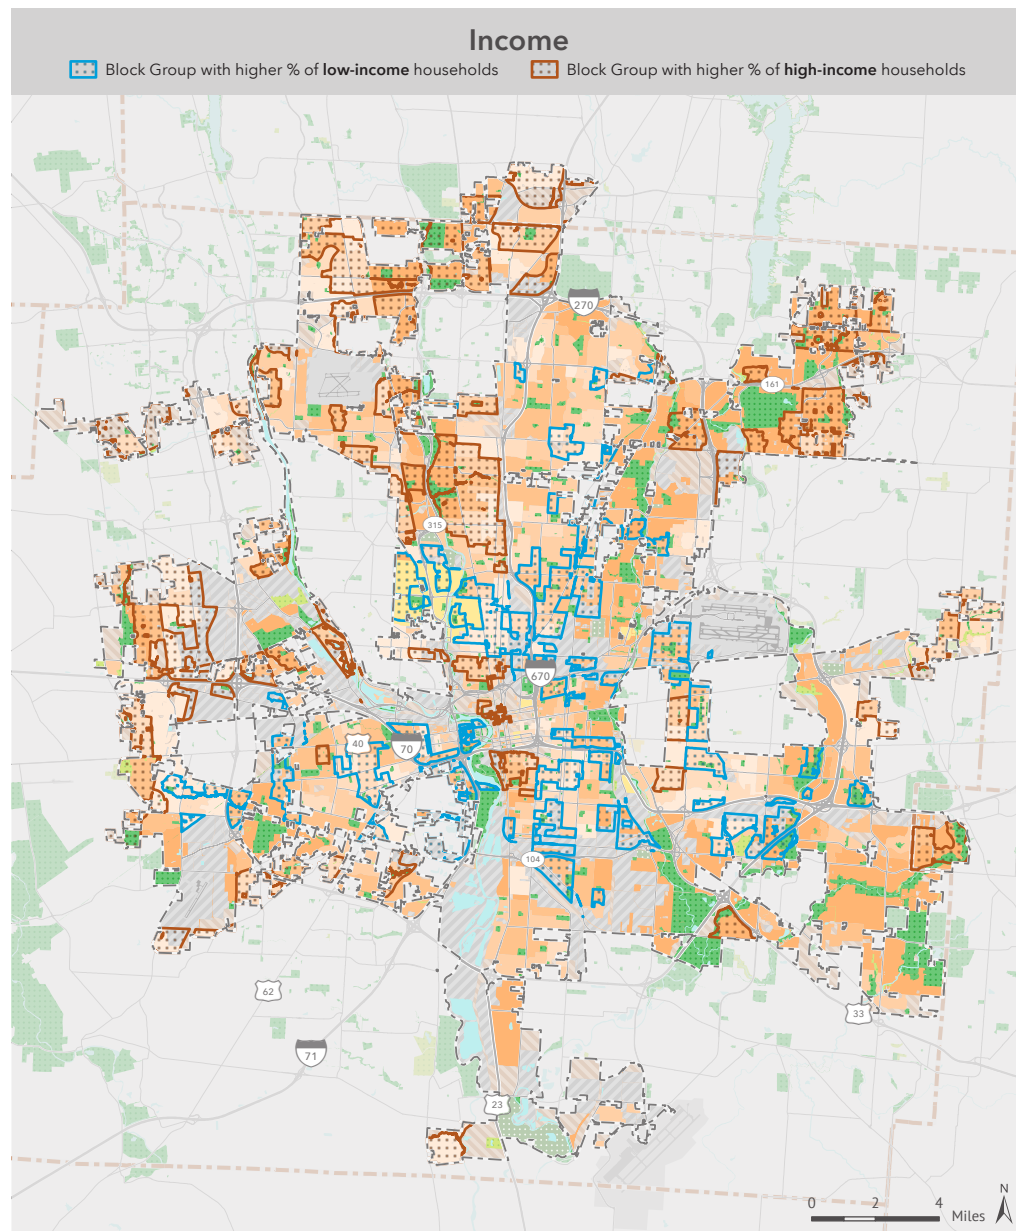 Income
Block Group with higher % of low-income households
Block Group with higher % of high-income households
270
161
315
670
40
70
104
62
33
71
23
0 2 4
Miles
N